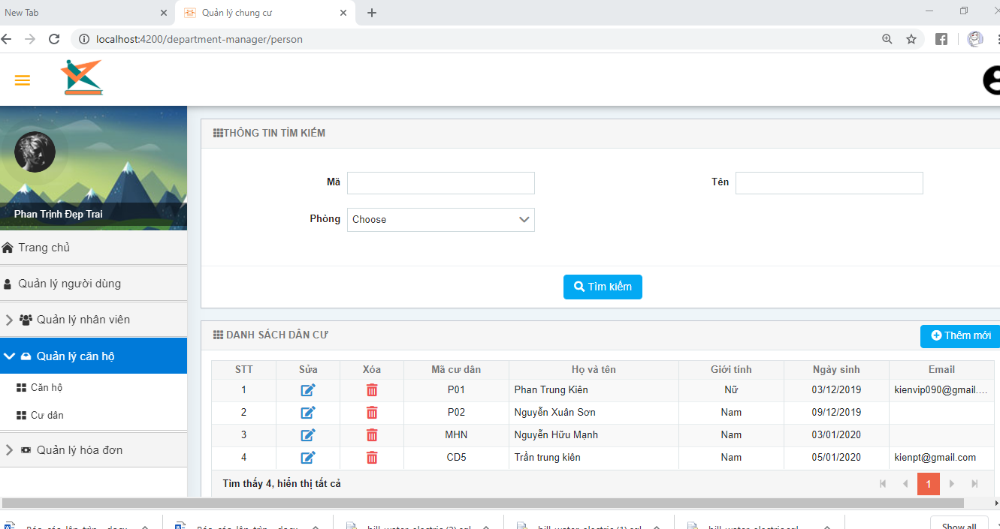 New Tab
Quản lý chung cư
localhost:4200/department-manager/person
THÔNG TIN TÌM KIẾM
Mã
Tên
Phòng
Choose
Tìm kiếm
Phan Trịnh Đẹp Trai
Trang chủ
Quản lý người dùng
Quản lý nhân viên
Quản lý căn hộ
Căn hộ
Cư dân
Quản lý hóa đơn
DANH SÁCH DÂN CƯ
Thêm mới
STT Sửa Xóa Mã cư dân Họ và tên Giới tính Ngày sinh Email
1 P01 Phan Trung Kiên Nữ 03/12/2019 kienvip090@gmail....
2 P02 Nguyễn Xuân Sơn Nam 09/12/2019
3 MHN Nguyễn Hữu Mạnh Nam 03/01/2020
4 CD5 Trần trung kiên Nam 05/01/2020 kienpt@gmail.com
Tìm thấy 4, hiển thị tất cả
1
Show all